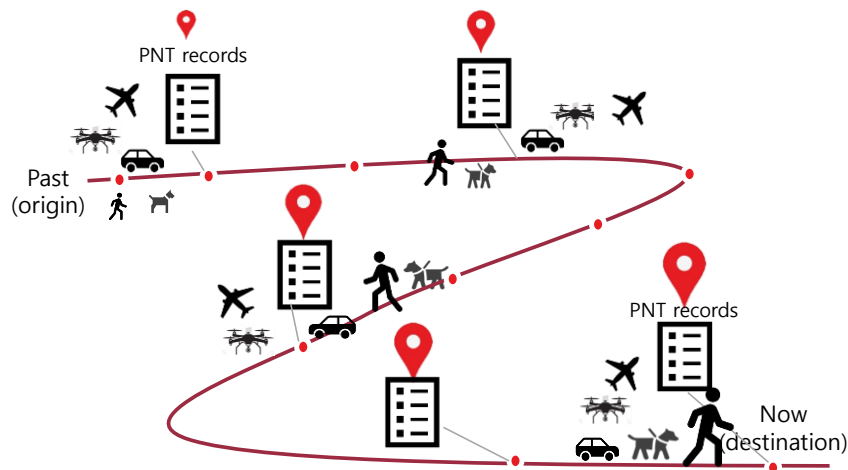 PNT records
Past
(origin)
PNT records
Now
(destination)